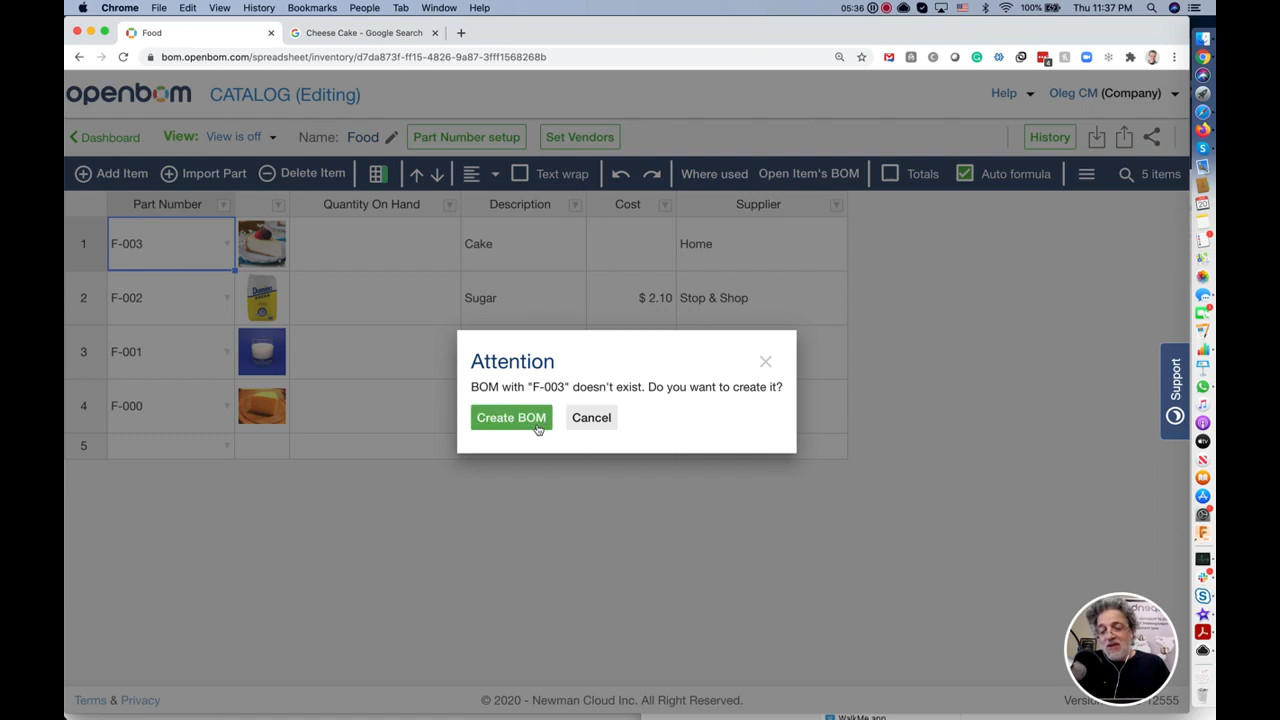 Chrome File Edit View History Bookmarks People Tab Window Help 05:36 100% Thu 11:37 PM
Food Cheese Cake - Google Search
bom.openbom.com/spreadsheet/inventory/d7da873f-ff15-4826-9a87-3fff1568268b
openbom CATALOG (Editing) Help Oleg CM (Company)
Dashboard View: View is off Name: Food Part Number setup Set Vendors History
Add Item Import Part Delete Item Text wrap Where used Open Item's BOM Totals Auto formula 5 items
Part Number Quantity On Hand Description Cost Supplier
1 F-003 Cake Home
2 F-002 Sugar $ 2.10 Stop & Shop
3 F-001
4 F-000
5
Attention
BOM with "F-003" doesn't exist. Do you want to create it?
Create BOM Cancel
Support
Terms & Privacy © 2020 - Newman Cloud Inc. All Right Reserved. 12555
WalkMe app